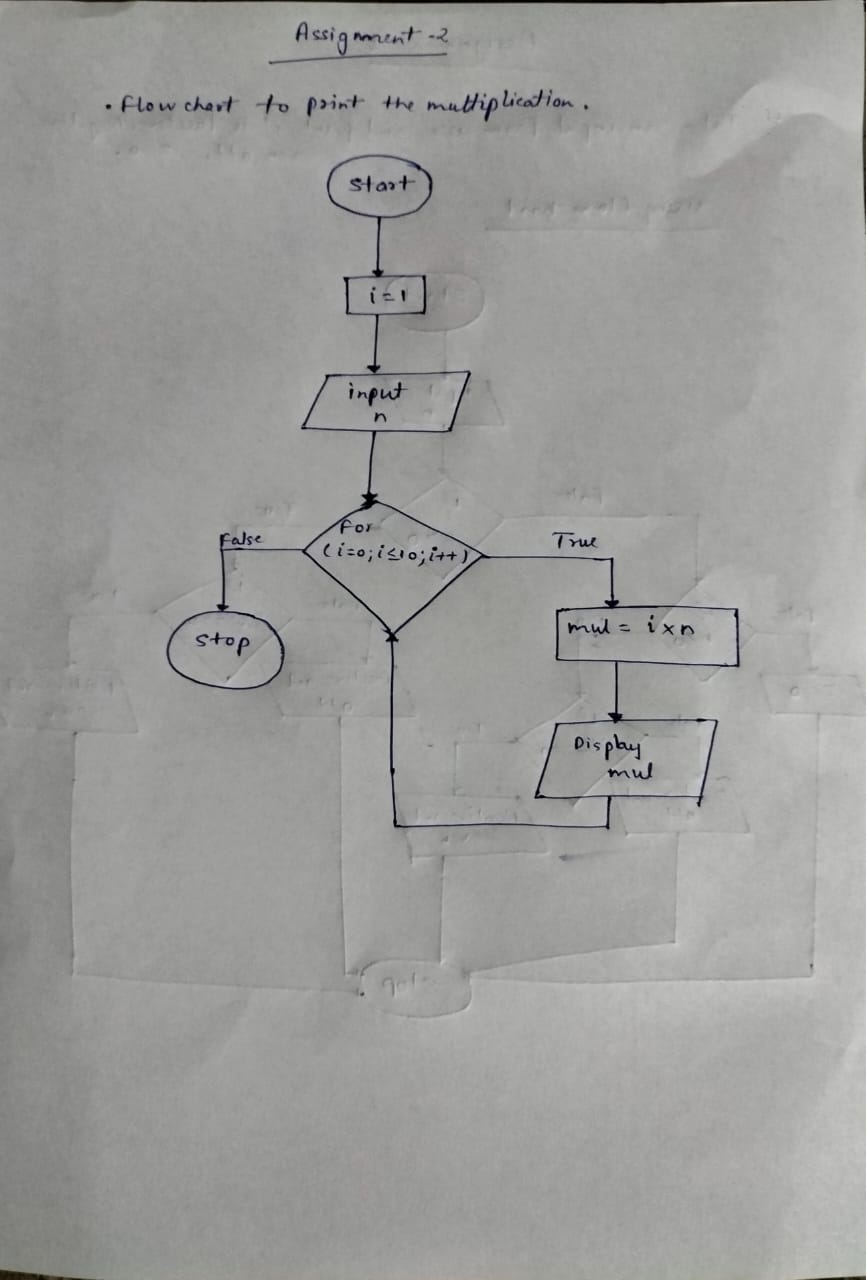 Assignment-2
• Flow chart to print the multiplication.
Start
i=1
input
n
For
(i=0; i≤10; i++)
False
True
Stop
mul = i×n
Display
mul